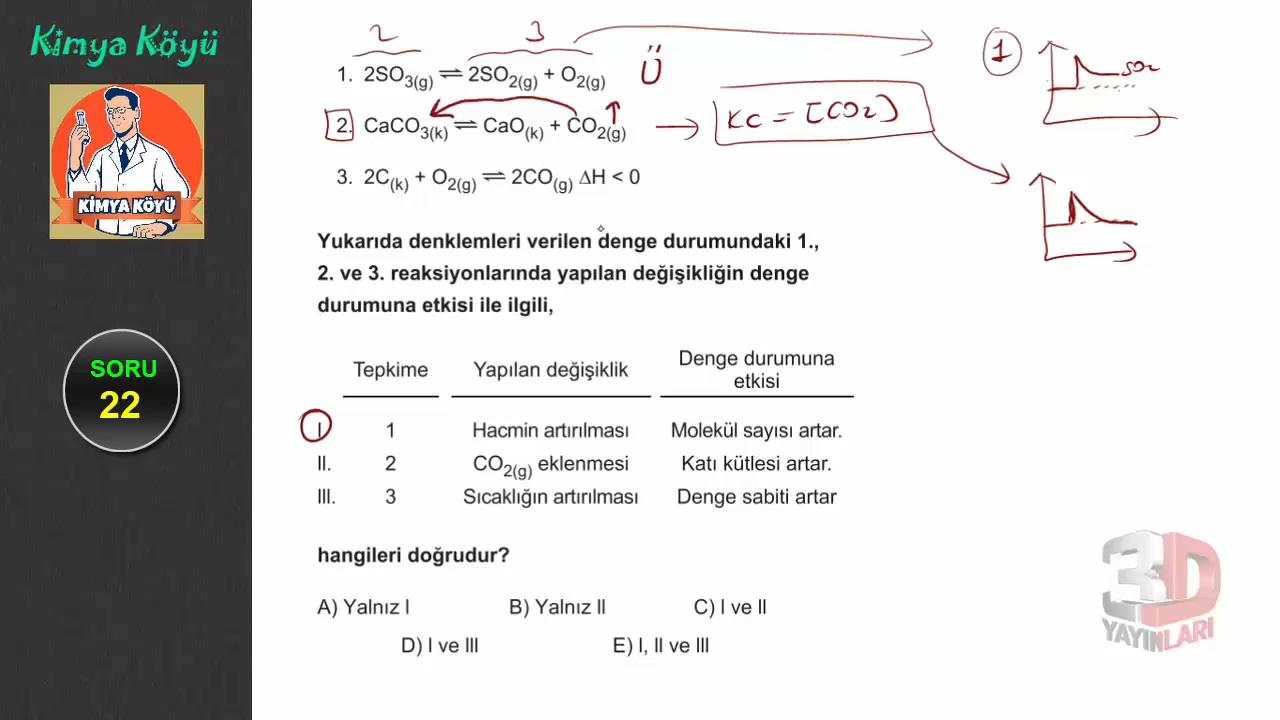 Kimya Köyü
KİMYA KÖYÜ
SORU
22
2 3
1. 2SO3(g) ⇌ 2SO2(g) + O2(g) Ü
2. CaCO3(k) ⇌ CaO(k) + CO2(g) → Kc = [CO2]
3. 2C(k) + O2(g) ⇌ 2CO(g) ΔH < 0
1
SO2
Yukarıda denklemleri verilen denge durumundaki 1.,
2. ve 3. reaksiyonlarında yapılan değişikliğin denge
durumuna etkisi ile ilgili,
Tepkime Yapılan değişiklik Denge durumuna
etkisi
I 1 Hacmin artırılması Molekül sayısı artar.
II. 2 CO2(g) eklenmesi Katı kütlesi artar.
III. 3 Sıcaklığın artırılması Denge sabiti artar
hangileri doğrudur?
A) Yalnız I B) Yalnız II C) I ve II
D) I ve III E) I, II ve III
3D
YAYINLARI